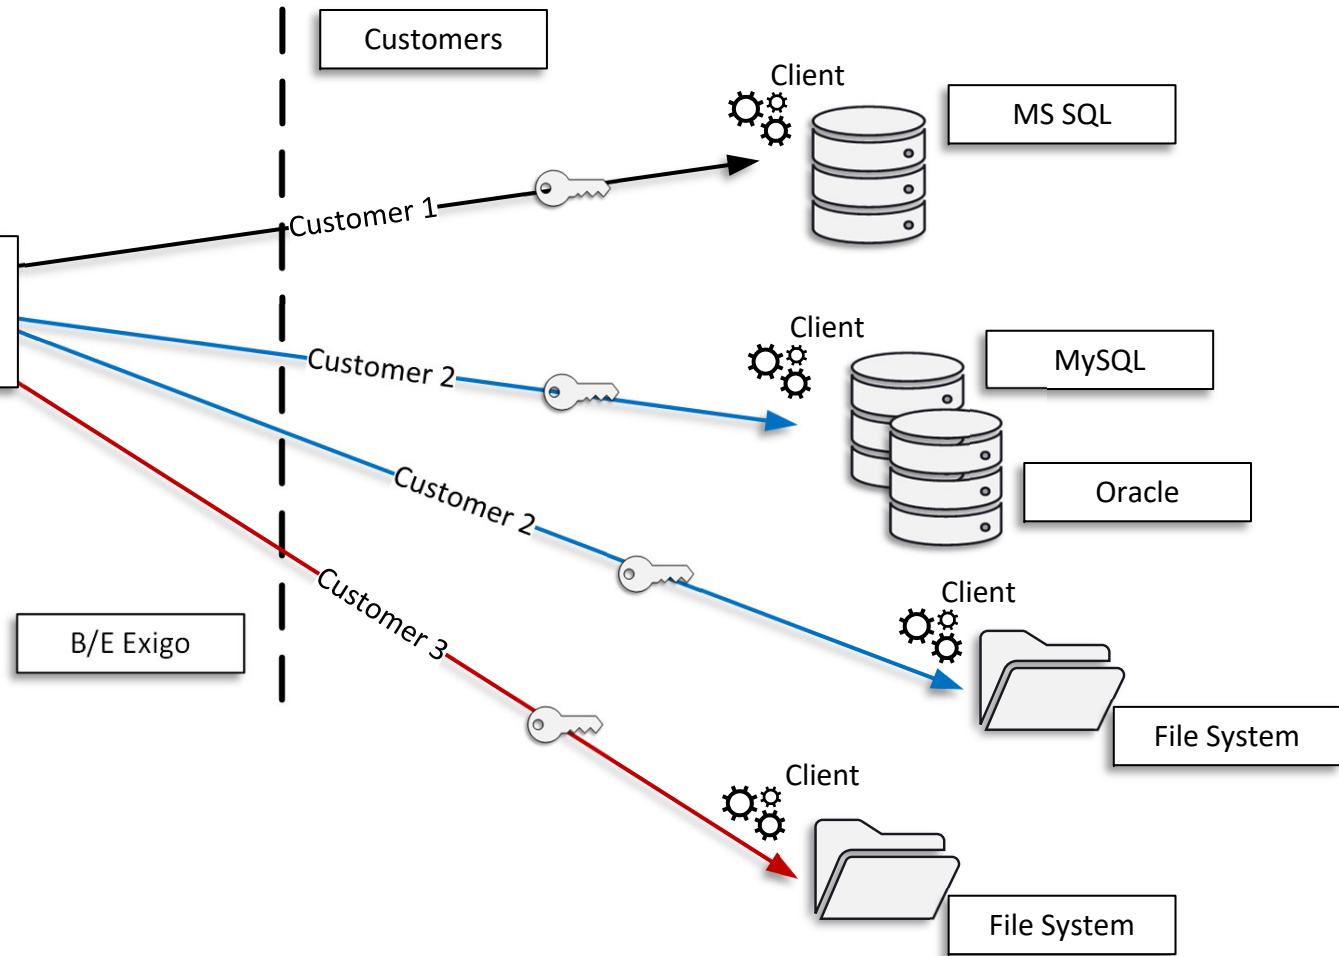 Customers
Client
MS SQL
Customer 1
Client
MySQL
Customer 2
Oracle
Customer 2
Client
B/E Exigo
Customer 3
File System
Client
File System